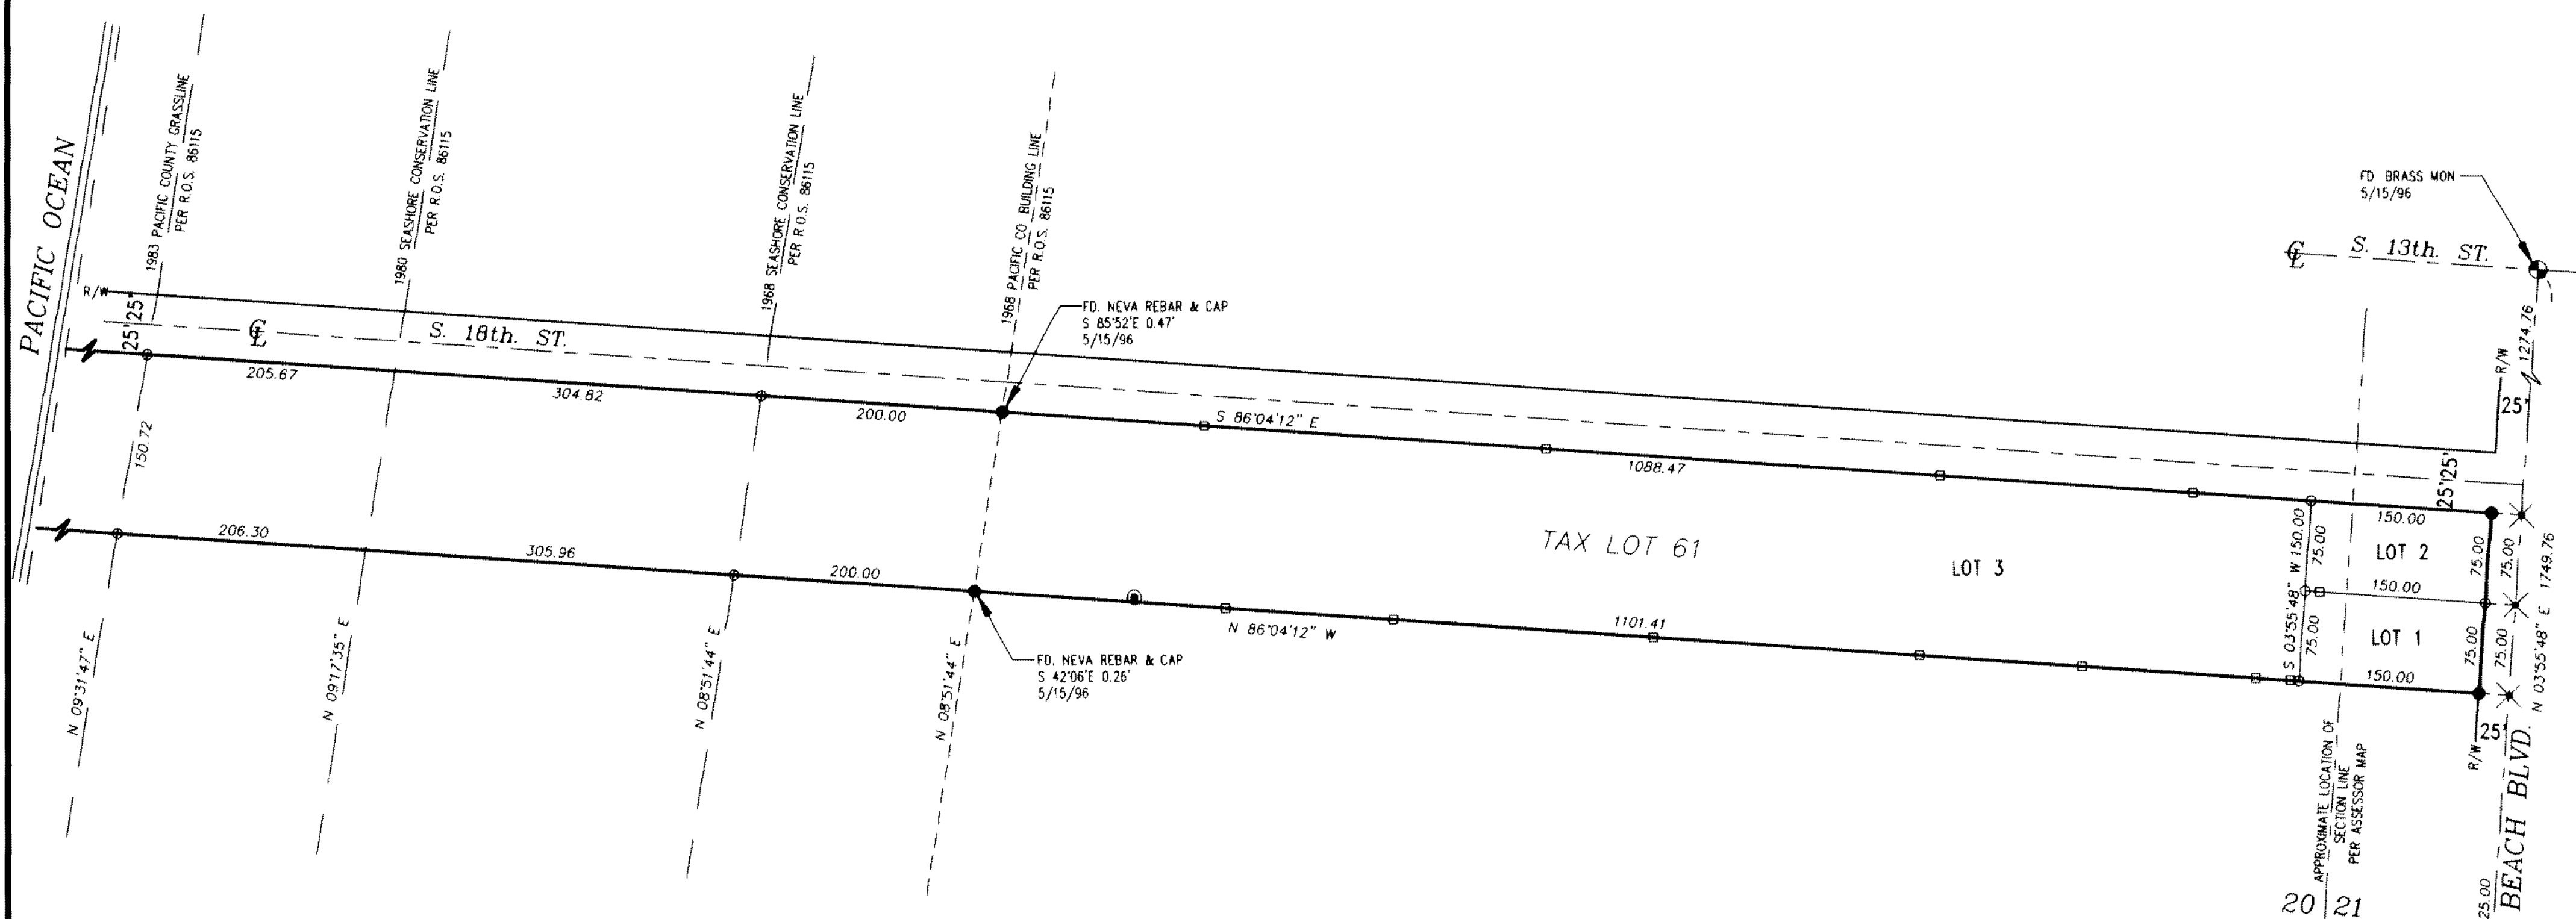 PACIFIC OCEAN
1983 PACIFIC COUNTY GRASSLINE
PER R.O.S. 86115
1980 SEASHORE CONSERVATION LINE
PER R.O.S. 86115
1968 SEASHORE CONSERVATION LINE
PER R.O.S. 86115
1968 PACIFIC CO BUILDING LINE
PER R.O.S. 86115
FD BRASS MON
5/15/96
℄ S. 13th. ST.
1274.76
R/W
25'
R/W
25' 25'
℄ S. 18th. ST.
FD. NEVA REBAR & CAP
S 85°52'E 0.47'
5/15/96
205.67
304.82
200.00
S 86°04'12" E
1088.47
25' 25'
150.00
150.72
TAX LOT 61
LOT 3
S 03°55'48" W 150.00
75.00
LOT 2
75.00
75.00
150.00
75.00
LOT 1
75.00
75.00
150.00
N 03°55'48" E 1749.76
206.30
305.96
200.00
N 86°04'12" W
1101.41
FD. NEVA REBAR & CAP
S 42°06'E 0.26'
5/15/96
N 09°31'47" E
N 09°17'35" E
N 08°51'44" E
N 08°51'44" E
25'
R/W
APPROXIMATE LOCATION OF
SECTION LINE
PER ASSESSOR MAP
20 21
25.00
BEACH BLVD.